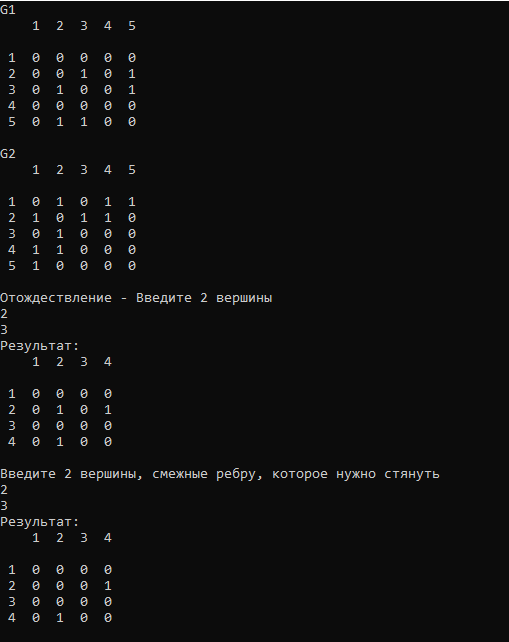 G1
1 2 3 4 5
1 0 0 0 0 0
2 0 0 1 0 1
3 0 1 0 0 1
4 0 0 0 0 0
5 0 1 1 0 0
G2
1 2 3 4 5
1 0 1 0 1 1
2 1 0 1 1 0
3 0 1 0 0 0
4 1 1 0 0 0
5 1 0 0 0 0
Отождествление - Введите 2 вершины
2
3
Результат:
1 2 3 4
1 0 0 0 0
2 0 1 0 1
3 0 0 0 0
4 0 1 0 0
Введите 2 вершины, смежные ребру, которое нужно стянуть
2
3
Результат:
1 2 3 4
1 0 0 0 0
2 0 0 0 1
3 0 0 0 0
4 0 1 0 0